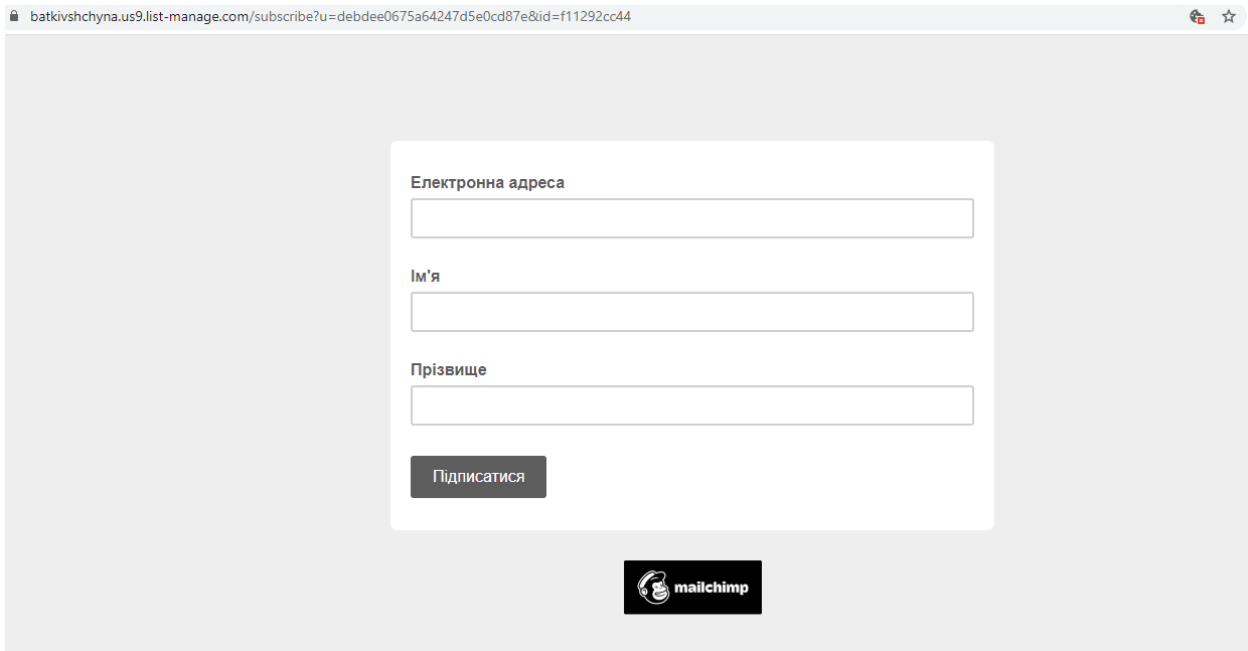 batkivshchyna.us9.list-manage.com/subscribe?u=debdee0675a64247d5e0cd87e&id=f11292cc44
Електронна адреса
Ім'я
Прізвище
Підписатися
mailchimp